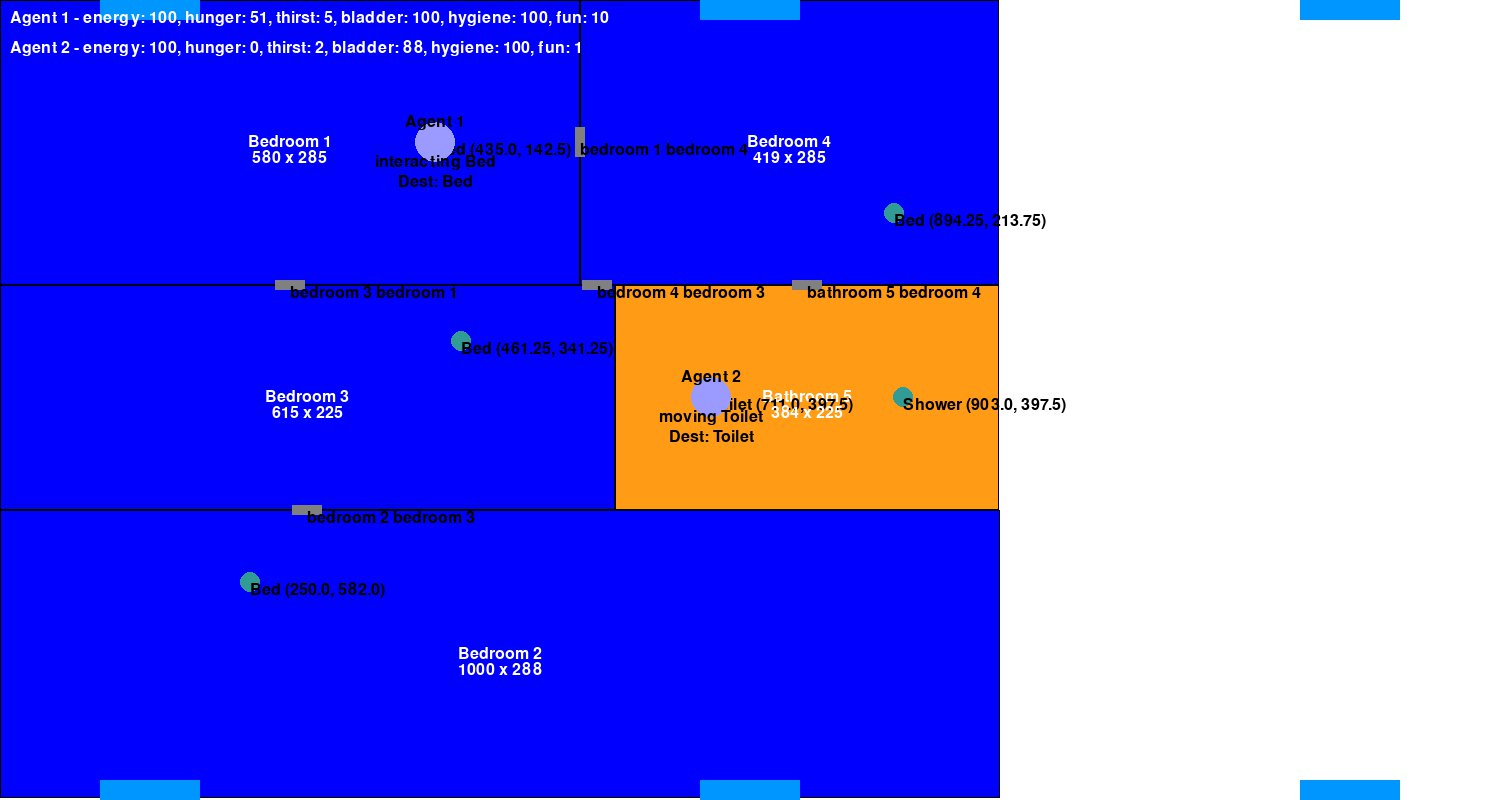 Agent 1 - energy: 100, hunger: 51, thirst: 5, bladder: 100, hygiene: 100, fun: 10
Agent 2 - energy: 100, hunger: 0, thirst: 2, bladder: 88, hygiene: 100, fun: 1
Agent 1
Bedroom 1
580 x 285
(435.0, 142.5)
bedroom 1 bedroom 4
Bedroom 4
419 x 285
interacting Bed
Dest: Bed
Bed (894.25, 213.75)
bedroom 3 bedroom 1
bedroom 4 bedroom 3
bathroom 5 bedroom 4
Bed (461.25, 341.25)
Agent 2
Bedroom 3
615 x 225
Bathroom 5
384 x 225
(711.0, 397.5)
Shower (903.0, 397.5)
moving Toilet
Dest: Toilet
bedroom 2 bedroom 3
Bed (250.0, 582.0)
Bedroom 2
1000 x 288